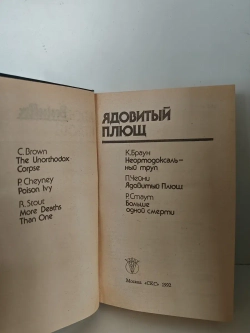 C. Brown
The Unorthodox
Corpse
P. Cheyney
Poison Ivy
R. Stout
More Deaths
Than One
ЯДОВИТЫЙ
ПЛЮЩ
К. Браун
Неортодоксаль-
ный труп
П. Чейни
Ядовитый Плющ
Р. Стаут
Больше
одной смерти